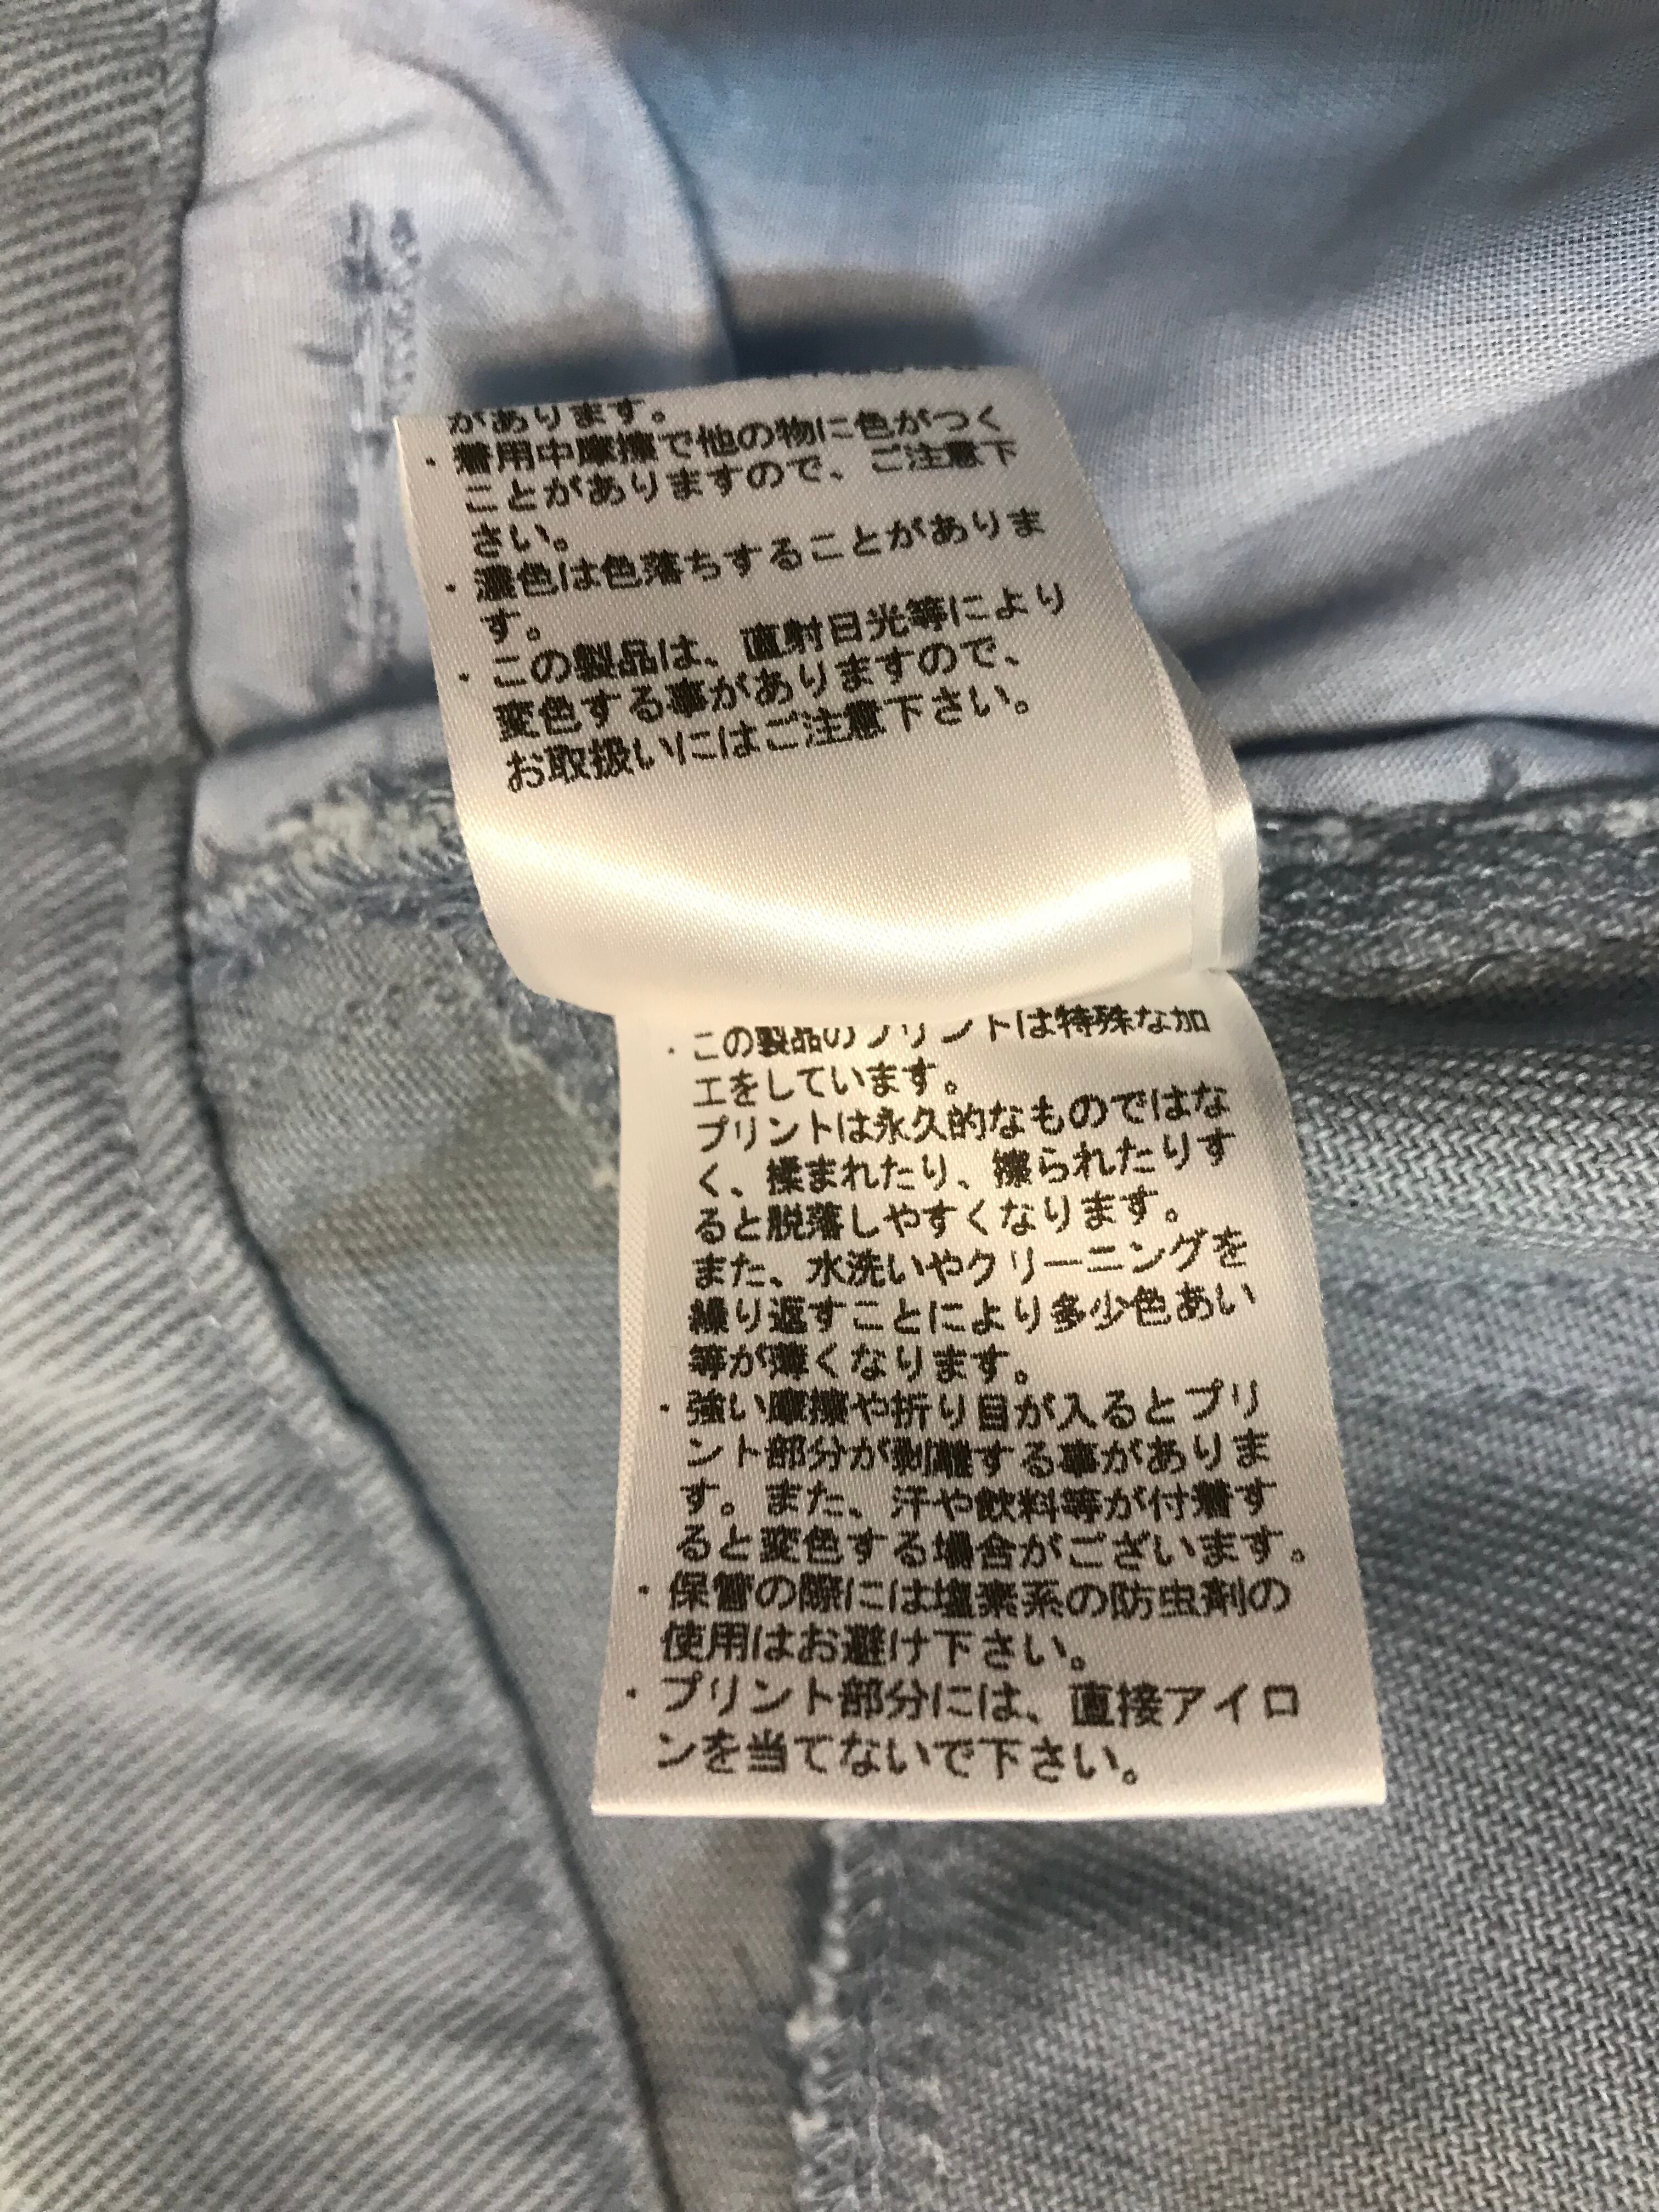 があります。
・着用中摩擦で他の物に色がつく
ことがありますので、ご注意下
さい。
・濃色は色落ちすることがありま
す。
・この製品は、直射日光等により
変色する事がありますので、
お取扱いにはご注意下さい。
・この製品のプリントは特殊な加
工をしています。
プリントは永久的なものではな
く、揉まれたり、擦られたりす
ると脱落しやすくなります。
また、水洗いやクリーニングを
繰り返すことにより多少色あい
等が薄くなります。
・強い摩擦や折り目が入るとプリ
ント部分が剥離する事がありま
す。また、汗や飲料等が付着す
ると変色する場合がございます。
・保管の際には塩素系の防虫剤の
使用はお避け下さい。
・プリント部分には、直接アイロ
ンを当てないで下さい。